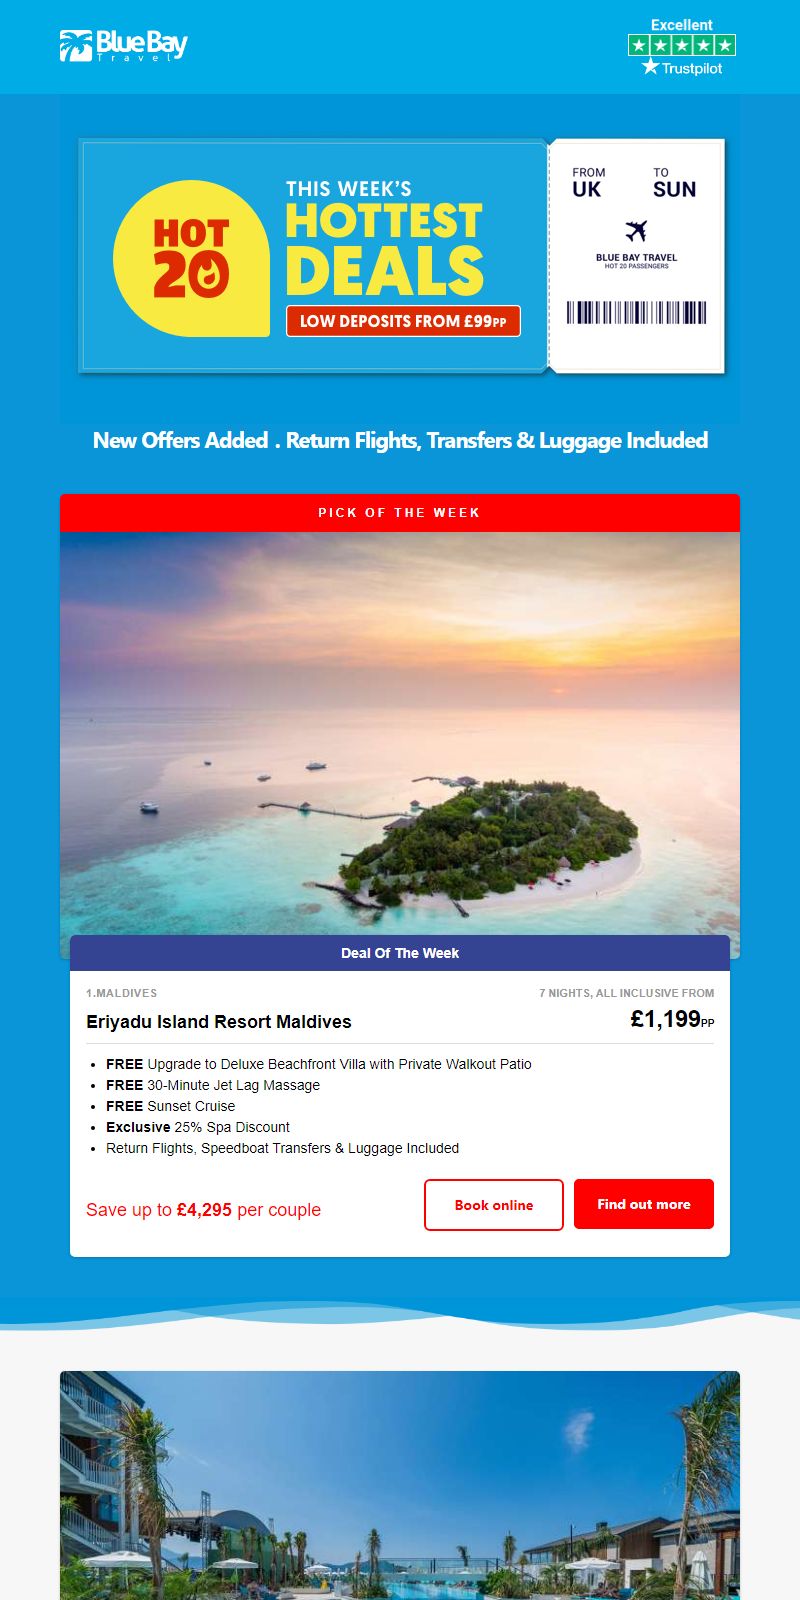 Blue Bay
Travel
Excellent
Trustpilot
HOT
20
THIS WEEK'S
HOTTEST
DEALS
LOW DEPOSITS FROM £99PP
FROM
UK
TO
SUN
BLUE BAY TRAVEL
HOT 20 PASSENGERS
New Offers Added . Return Flights, Transfers & Luggage Included
PICK OF THE WEEK
Deal Of The Week
1.MALDIVES
7 NIGHTS, ALL INCLUSIVE FROM
Eriyadu Island Resort Maldives
£1,199PP
• FREE Upgrade to Deluxe Beachfront Villa with Private Walkout Patio
• FREE 30-Minute Jet Lag Massage
• FREE Sunset Cruise
• Exclusive 25% Spa Discount
• Return Flights, Speedboat Transfers & Luggage Included
Save up to £4,295 per couple
Book online
Find out more